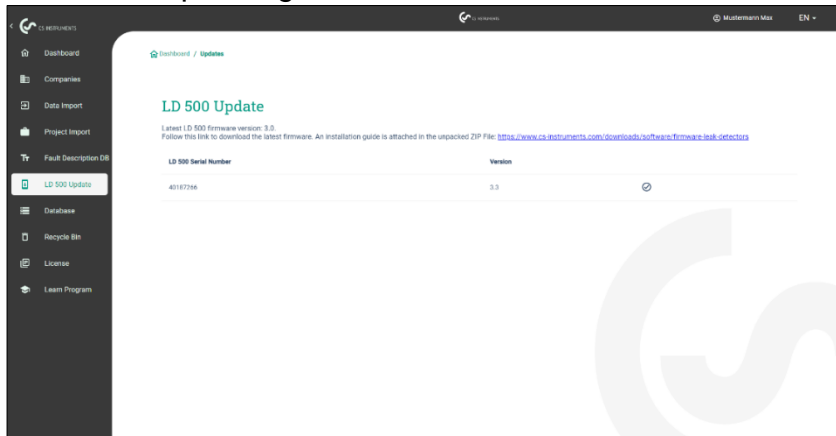 CS INSTRUMENTS
CS INSTRUMENTS
Mustermann Max
EN
Dashboard
Companies
Data Import
Project Import
Fault Description DB
LD 500 Update
Database
Recycle Bin
License
Learn Program
Dashboard / Updates
LD 500 Update
Latest LD 500 firmware version: 3.0.
Follow this link to download the latest firmware. An installation guide is attached in the unpacked ZIP File: https://www.cs-instruments.com/downloads/software/firmware-leak-detectors
LD 500 Serial Number Version
40187266 3.3